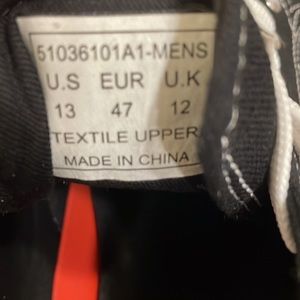 51036101A1-MENS
U.S EUR U.K
13 47 12
TEXTILE UPPER
MADE IN CHINA